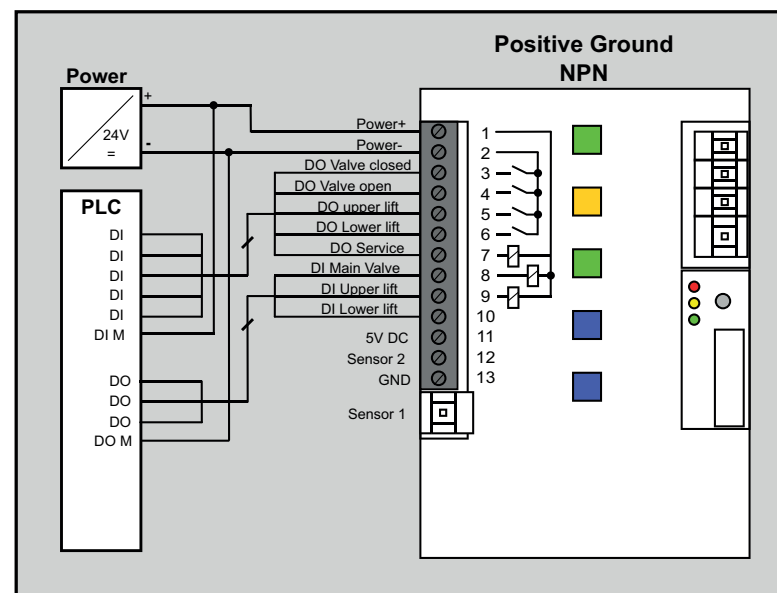 Positive Ground
NPN
Power
+
24V
=
-
PLC
DI
DI
DI
DI
DI
DI M
DO
DO
DO
DO M
Power+
Power-
DO Valve closed
DO Valve open
DO upper lift
DO Lower lift
DO Service
DI Main Valve
DI Upper lift
DI Lower lift
5V DC
Sensor 2
GND
Sensor 1
1
2
3
4
5
6
7
8
9
10
11
12
13